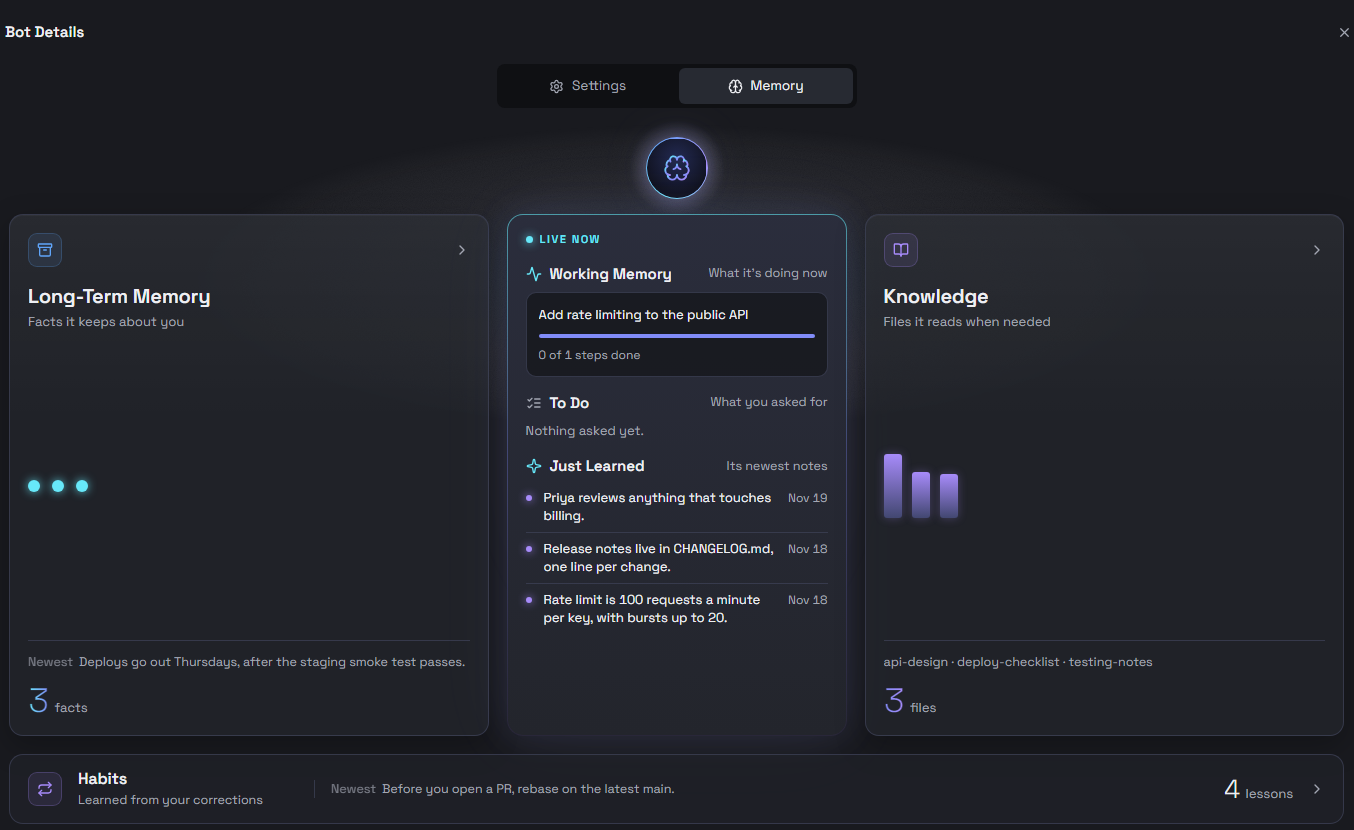 Bot Details
Settings
Memory
Long-Term Memory
Facts it keeps about you
Newest Deploys go out Thursdays, after the staging smoke test passes.
3 facts
LIVE NOW
Working Memory What it's doing now
Add rate limiting to the public API
0 of 1 steps done
To Do What you asked for
Nothing asked yet.
Just Learned Its newest notes
Priya reviews anything that touches Nov 19
billing.
Release notes live in CHANGELOG.md, Nov 18
one line per change.
Rate limit is 100 requests a minute Nov 18
per key, with bursts up to 20.
Knowledge
Files it reads when needed
api-design · deploy-checklist · testing-notes
3 files
Habits
Learned from your corrections
Newest Before you open a PR, rebase on the latest main.
4 lessons